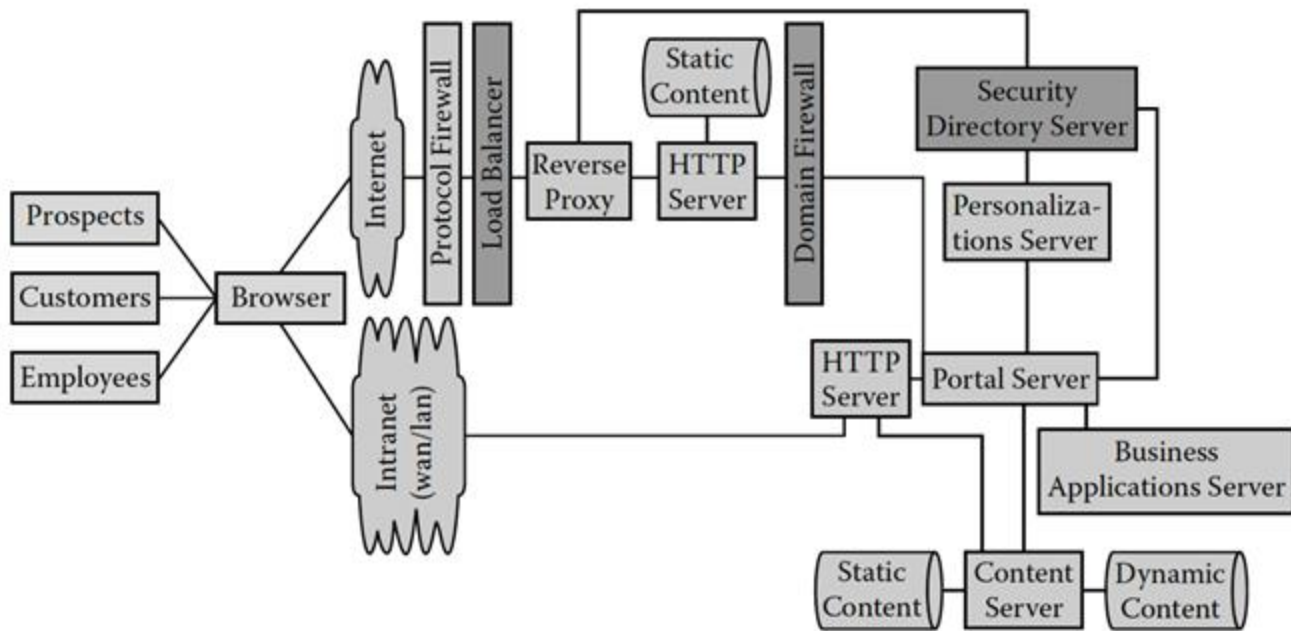 Prospects
Customers
Employees
Browser
Internet
Intranet
(wan/lan)
Protocol Firewall
Load Balancer
Reverse
Proxy
Static
Content
HTTP
Server
Domain Firewall
Security
Directory Server
Personaliza-
tions Server
HTTP
Server
Portal Server
Business
Applications Server
Static
Content
Content
Server
Dynamic
Content